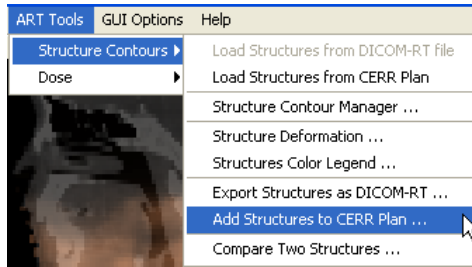 ART Tools GUI Options Help
Structure Contours
Dose
Load Structures from DICOM-RT file
Load Structures from CERR Plan
Structure Contour Manager ...
Structure Deformation ...
Structures Color Legend ...
Export Structures as DICOM-RT ...
Add Structures to CERR Plan ...
Compare Two Structures ...